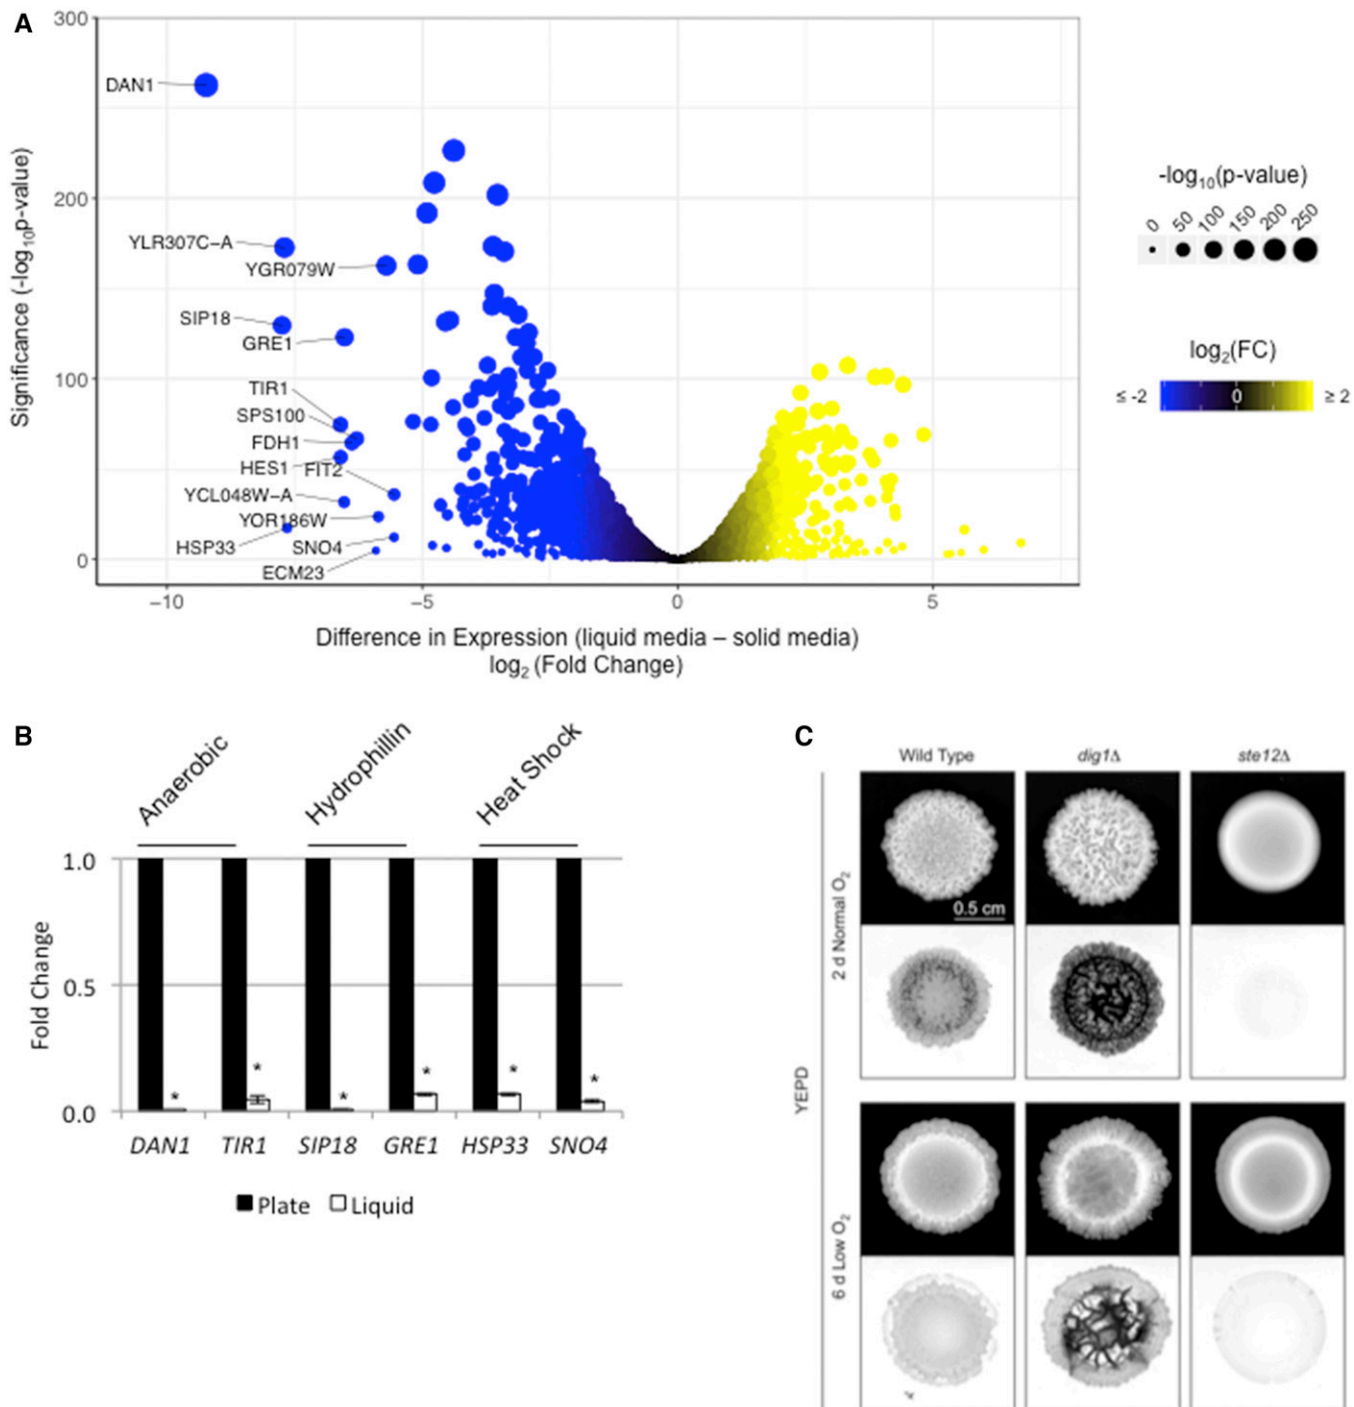 A
300
200
100
0
-10
-5
0
5
Significance (-log10p-value)
Difference in Expression (liquid media – solid media)
log2 (Fold Change)
DAN1
YLR307C-A
YGR079W
SIP18
GRE1
TIR1
SPS100
FDH1
HES1
FIT2
YCL048W-A
YOR186W
HSP33
SNO4
ECM23
-log10(p-value)
0 50 100 150 200 250
log2(FC)
≤ -2 0 ≥ 2
B
Anaerobic
Hydrophillin
Heat Shock
Fold Change
1.0
0.5
0.0
* * * * * *
DAN1 TIR1 SIP18 GRE1 HSP33 SNO4
Plate Liquid
C
Wild Type dig1Δ ste12Δ
YEPD
2 d Normal O2
0.5 cm
6 d Low O2